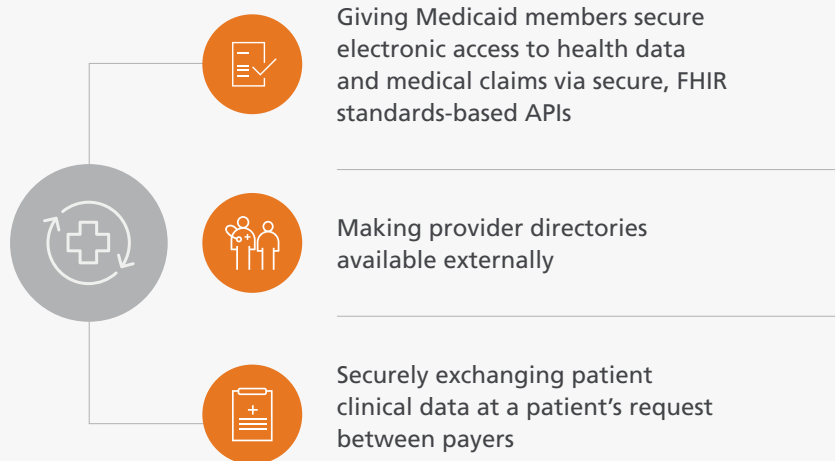 Giving Medicaid members secure
electronic access to health data
and medical claims via secure, FHIR
standards-based APIs
Making provider directories
available externally
Securely exchanging patient
clinical data at a patient’s request
between payers